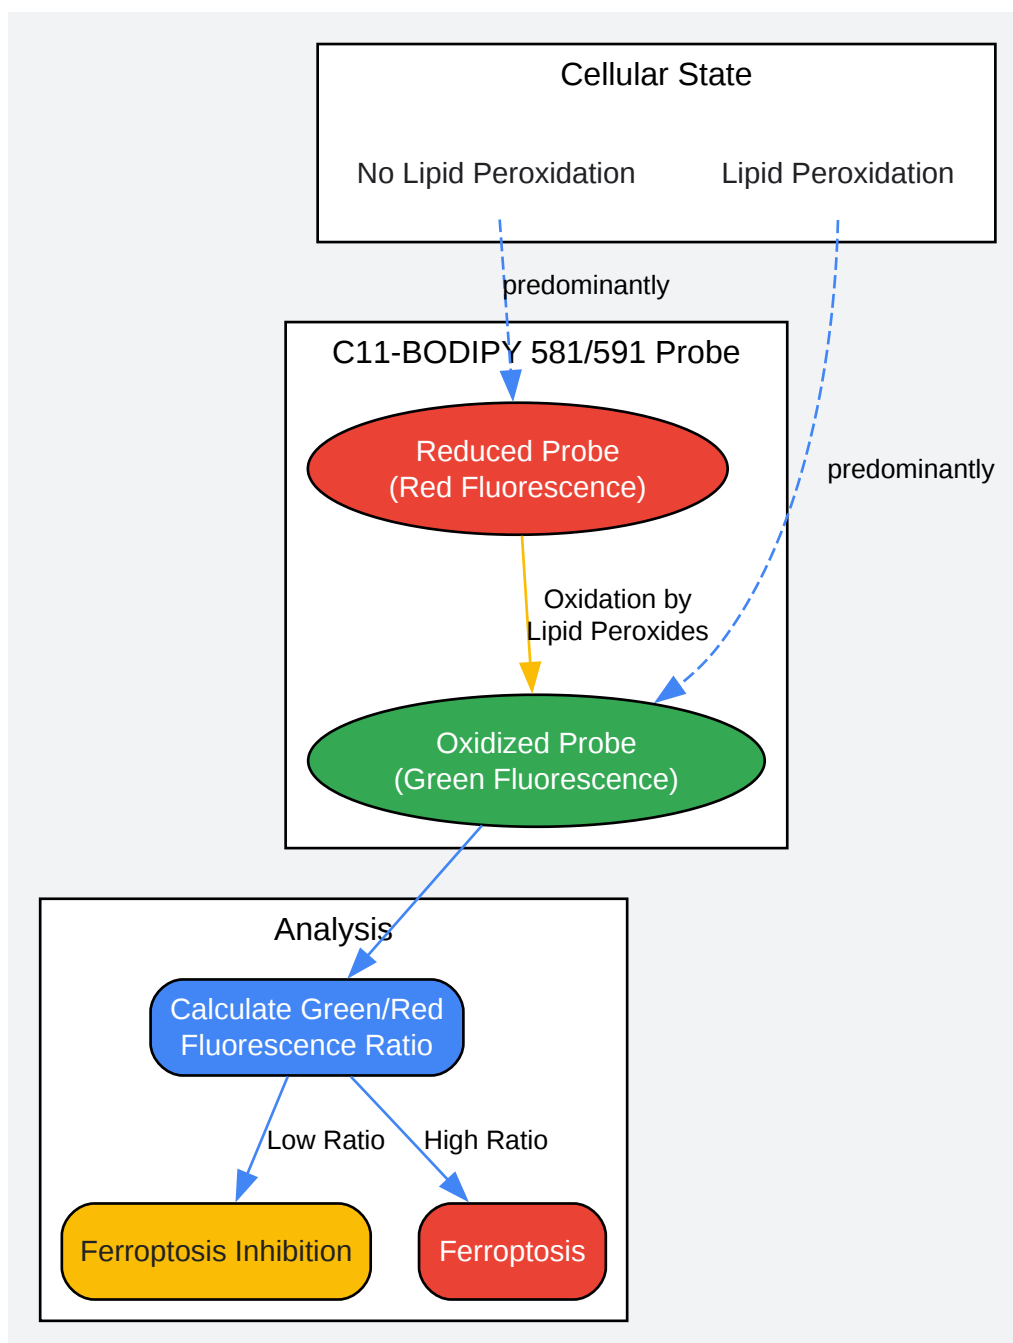 Cellular State
No Lipid Peroxidation
Lipid Peroxidation
predominantly
C11-BODIPY 581/591 Probe
Reduced Probe
(Red Fluorescence)
predominantly
Oxidation by
Lipid Peroxides
Oxidized Probe
(Green Fluorescence)
Analysis
Calculate Green/Red
Fluorescence Ratio
Low Ratio
High Ratio
Ferroptosis Inhibition
Ferroptosis